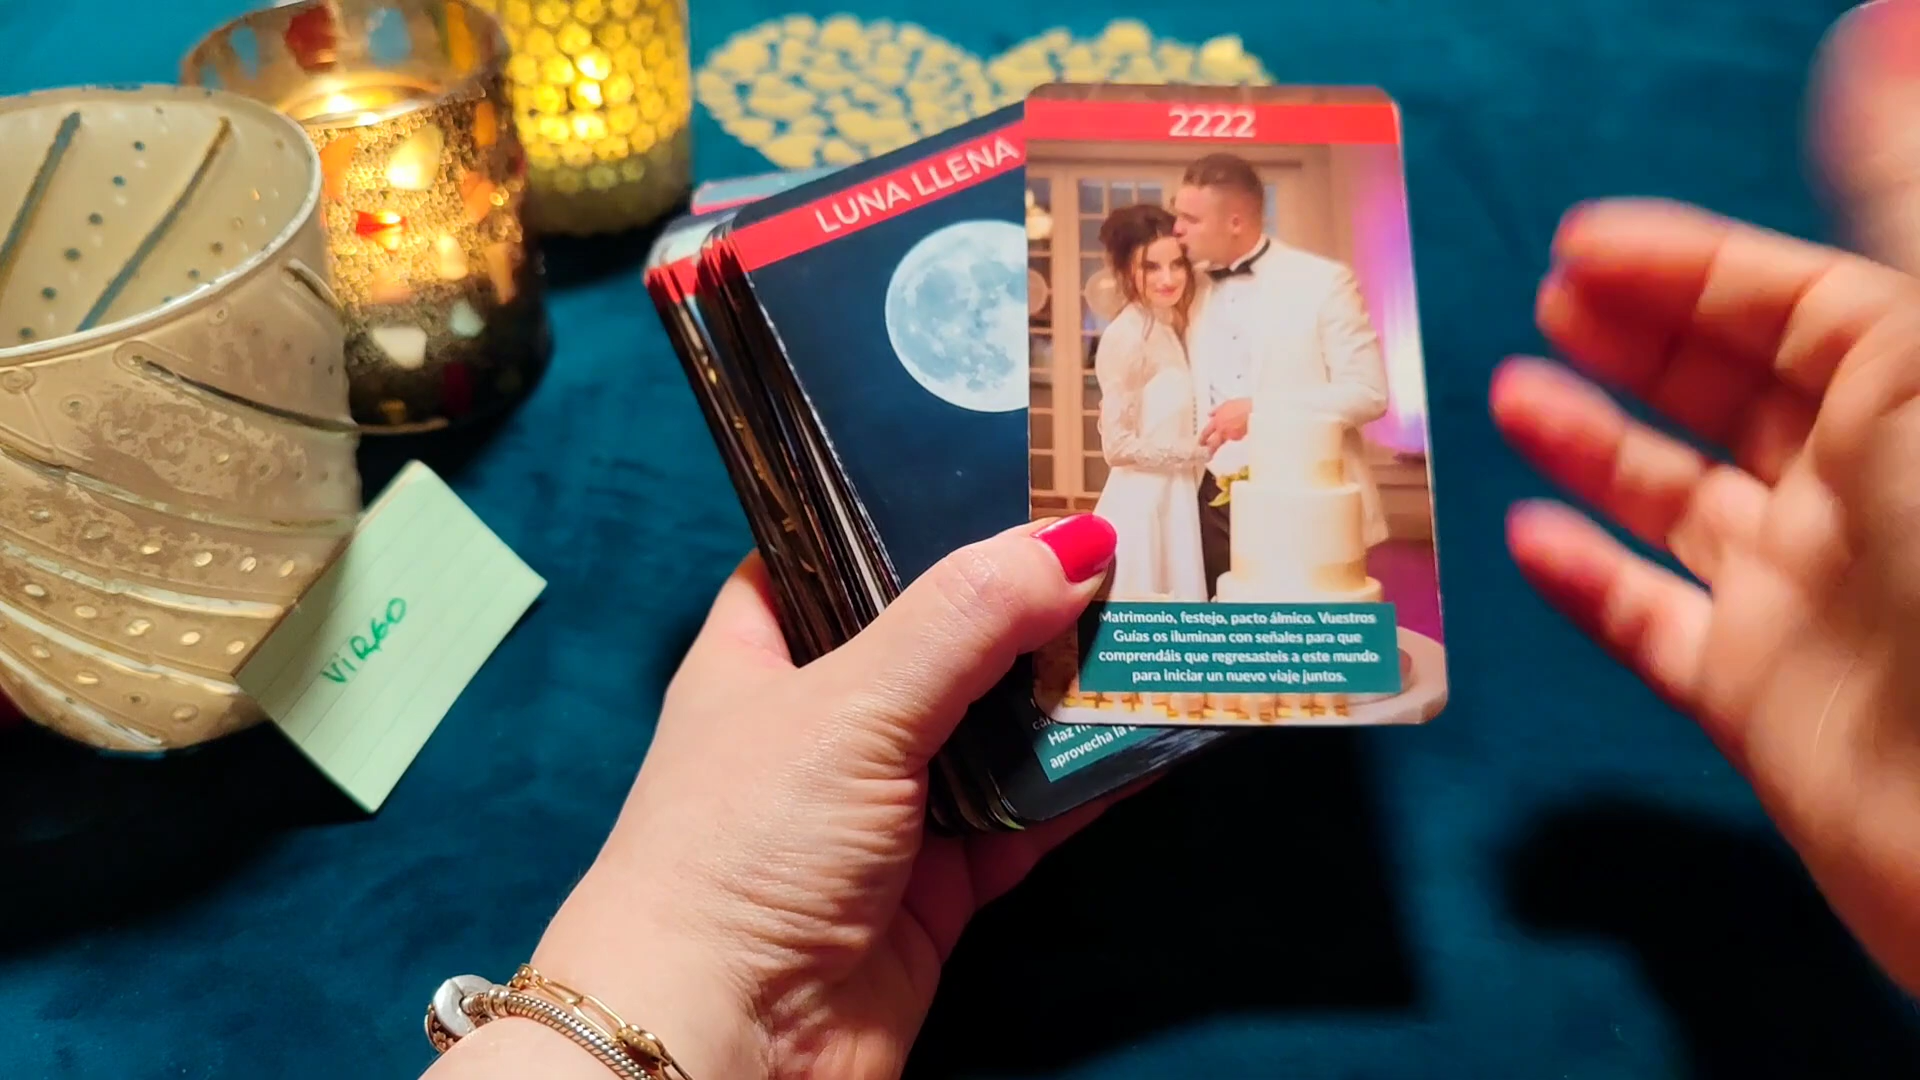 2222
LUNA LLENA
Matrimonio, festejo, pacto álmico. Vuestros
Guías os iluminan con señales para que
comprendáis que regresasteis a este mundo
para iniciar un nuevo viaje juntos.
Haz
aprovecha la
VIRGO